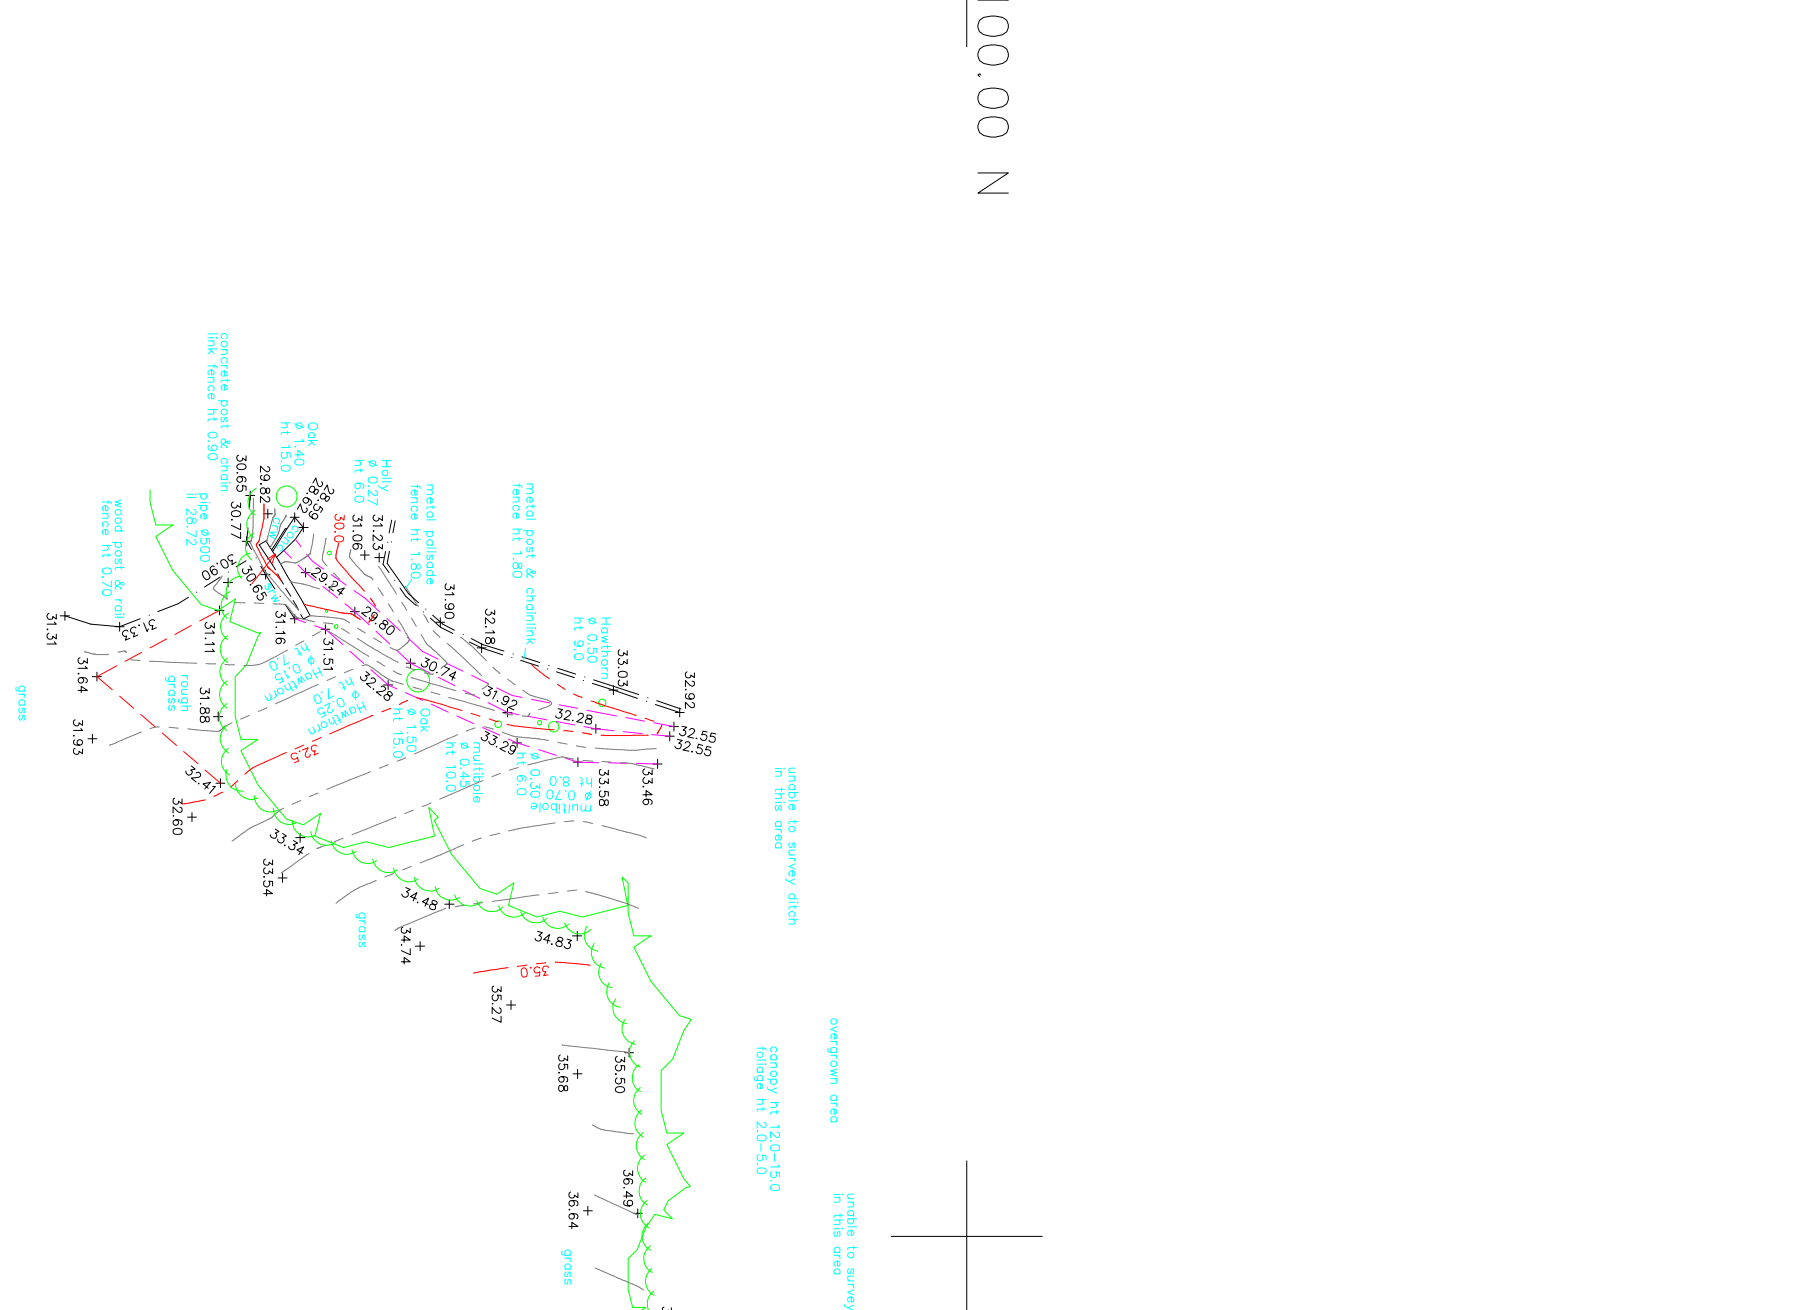 100.00 N
concrete post & chain
link fence ht 0.90
Oak
ø 1.40
ht 15.0
Holly
ø 0.27
ht 6.0
metal palisade
fence ht 1.80
metal post & chainlink
fence ht 1.80
Hawthorn
ø 0.50
ht 9.0
pipe ø500
il 28.72
wood post & rail
fence ht 0.70
30.65
29.82
30.77
28.59
28.62
30.0
31.06
31.23
conc
crw
srw
30.90
30.65
29.24
29.80
31.90
32.18
33.03
32.92
31.31
31.33
31.11
31.16
31.51
30.74
31.92
32.28
32.28
32.55
32.55
31.64
31.93
31.88
rough
grass
grass
Hawthorn
ø 0.15
ht 7.0
Hawthorn
ø 0.25
ht 7.0
Oak
ø 1.50
ht 15.0
multibole
ø 0.45
ht 10.0
33.29
ø 0.30
ht 6.0
33.58
33.46
32.5
32.41
32.60
33.34
33.54
34.48
34.74
34.83
35.0
35.27
grass
unable to survey ditch
in this area
overgrown area
canopy ht 12.0-15.0
foliage ht 2.0-5.0
35.50
35.68
36.49
36.64
grass
unable to survey
in this area